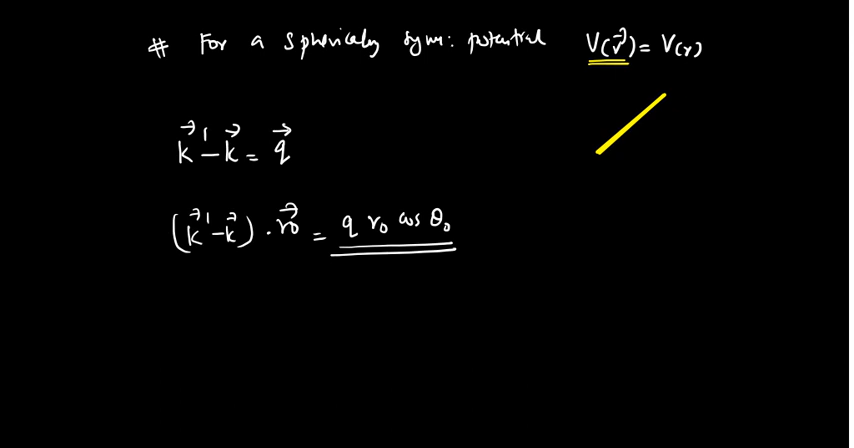 # For a Spherically sym: potential V(r⃗) = V(r)
k⃗' − k⃗ = q⃗
(k⃗' − k⃗) · r⃗₀ = q r₀ cos θ₀